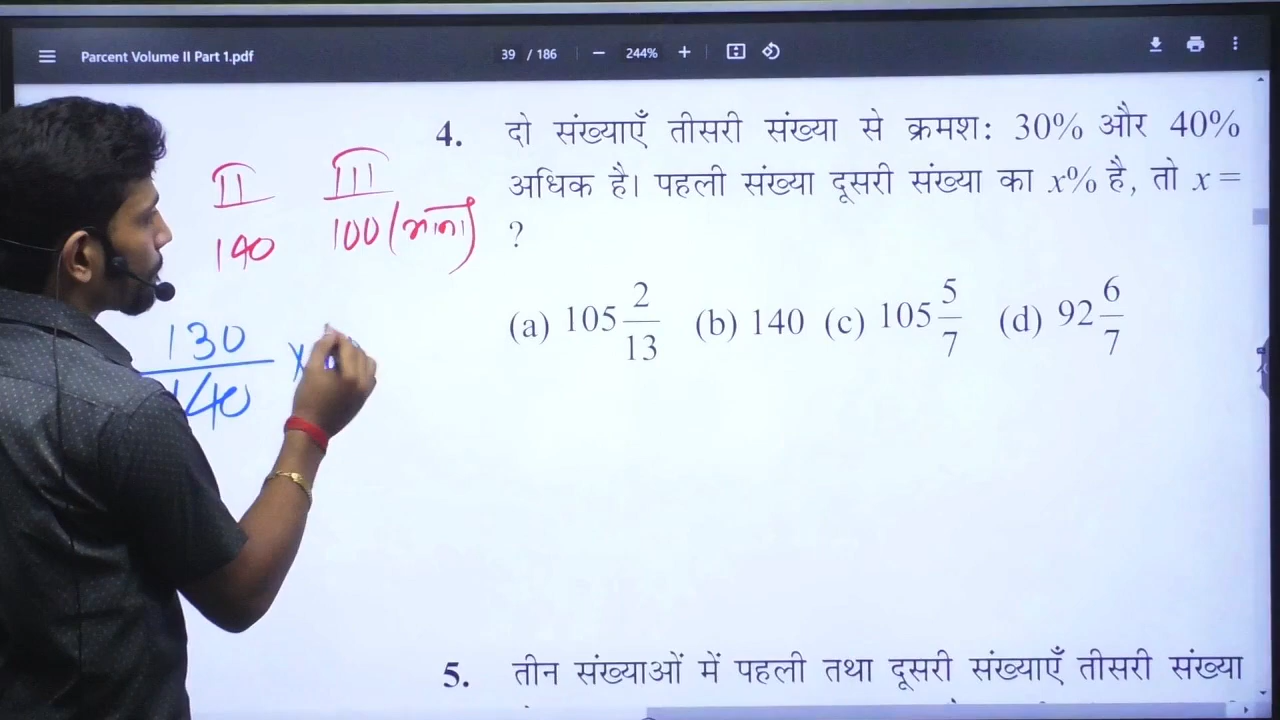 Parcent Volume II Part 1.pdf
39 / 186
244%
4. दो संख्याएँ तीसरी संख्या से क्रमश: 30% और 40%
अधिक है। पहली संख्या दूसरी संख्या का x% है, तो x =
?
(a) 105 2/13 (b) 140 (c) 105 5/7 (d) 92 6/7
II III
140 100 (माना)
130
140 ×
5. तीन संख्याओं में पहली तथा दूसरी संख्याएँ तीसरी संख्या